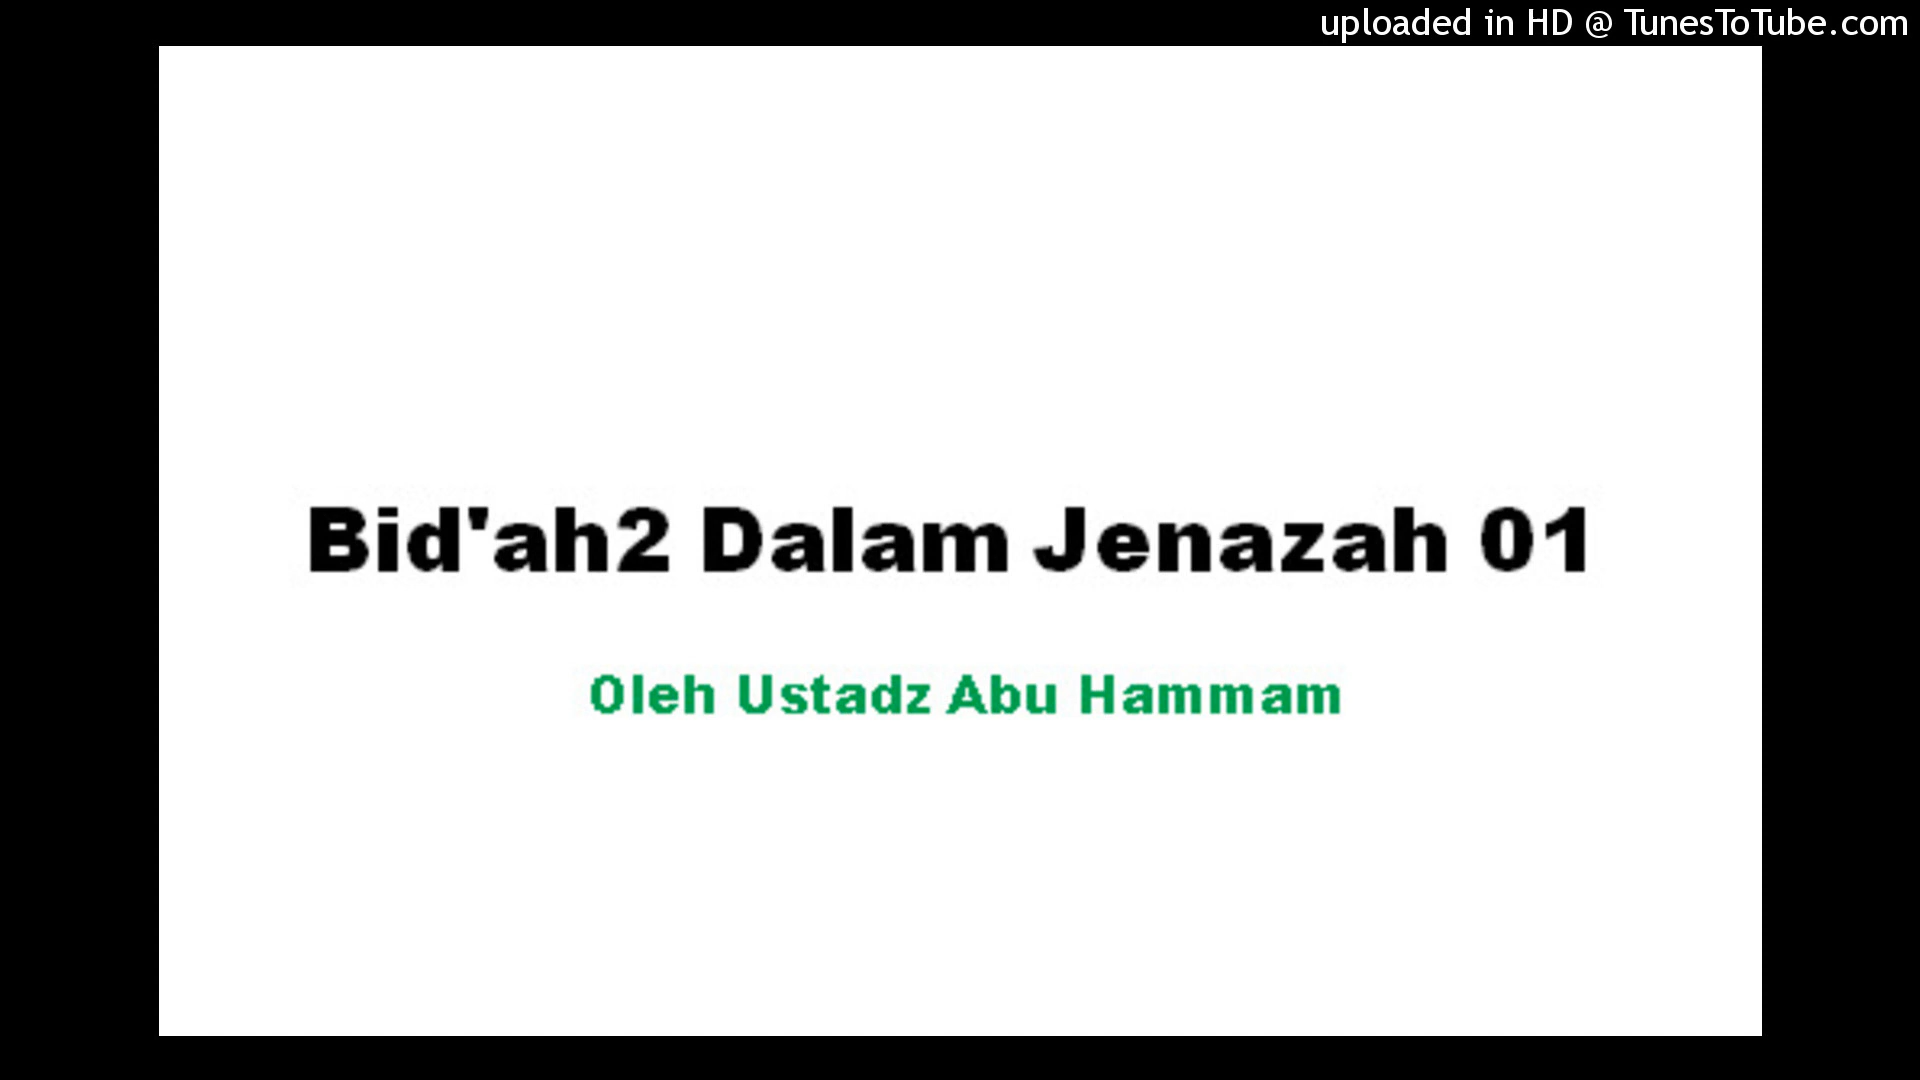 uploaded in HD @ TunesToTube.com
Bid'ah2 Dalam Jenazah 01
Oleh Ustadz Abu Hammam